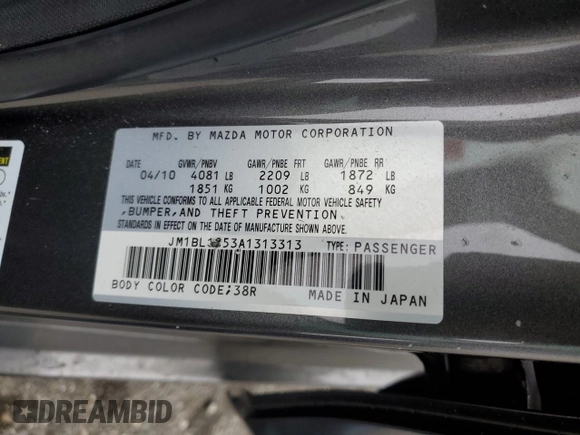 MFD. BY MAZDA MOTOR CORPORATION
DATE GVWR/PNBV GAWR/PNBE FRT GAWR/PNBE RR
04/10 4081 LB 2209 LB 1872 LB
1851 KG 1002 KG 849 KG
THIS VEHICLE CONFORMS TO ALL APPLICABLE FEDERAL MOTOR VEHICLE SAFETY
,BUMPER,AND THEFT PREVENTION
STANDARDS IN EFFECT ON THE DATE OF MANUFACTURE SHOWN ABOVE.
TYPE: PASSENGER
BODY COLOR CODE;38R MADE IN JAPAN
DREAMBID